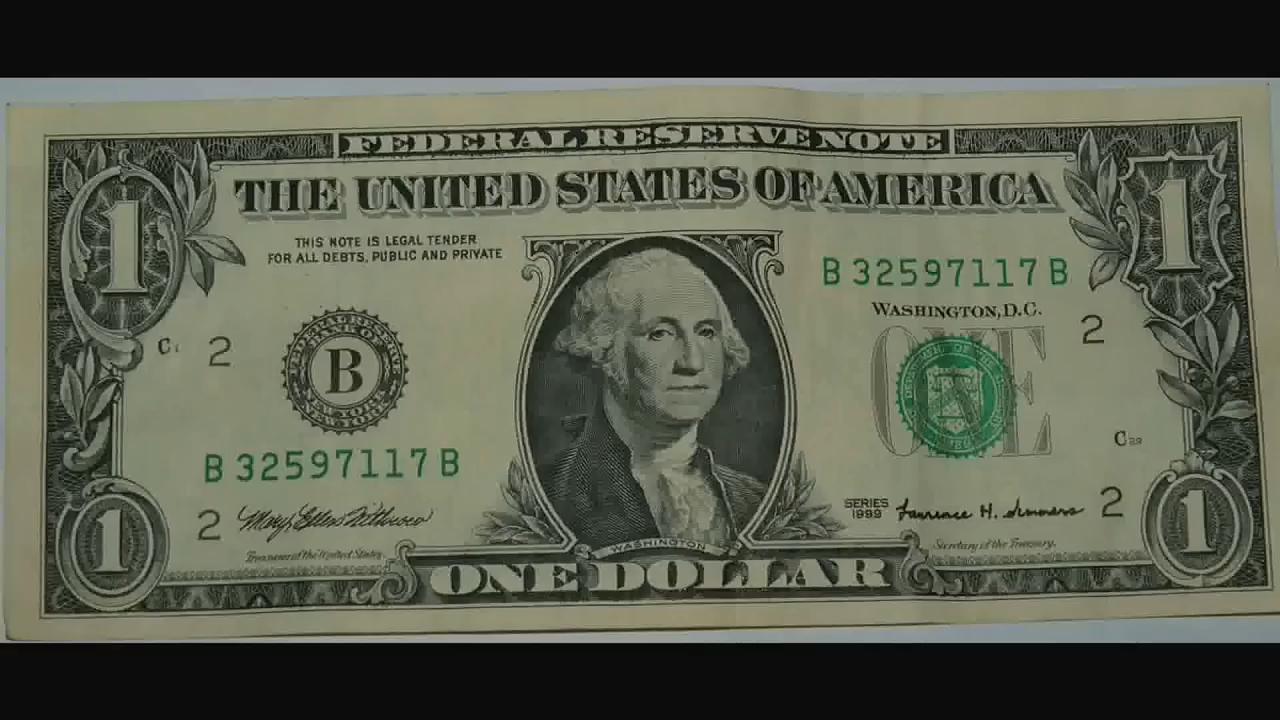 FEDERAL RESERVE NOTE
THE UNITED STATES OF AMERICA
1
1
THIS NOTE IS LEGAL TENDER
FOR ALL DEBTS, PUBLIC AND PRIVATE
B 32597117 B
WASHINGTON, D.C.
2
2
B
ONE
B 32597117 B
SERIES
1999
2
2
Treasurer of the United States.
Secretary of the Treasury.
WASHINGTON
1
1
ONE DOLLAR